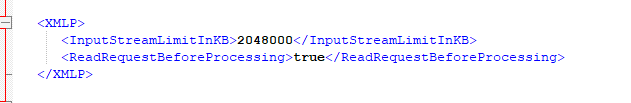 <XMLP>
<InputStreamLimitInKB>2048000</InputStreamLimitInKB>
<ReadRequestBeforeProcessing>true</ReadRequestBeforeProcessing>
</XMLP>